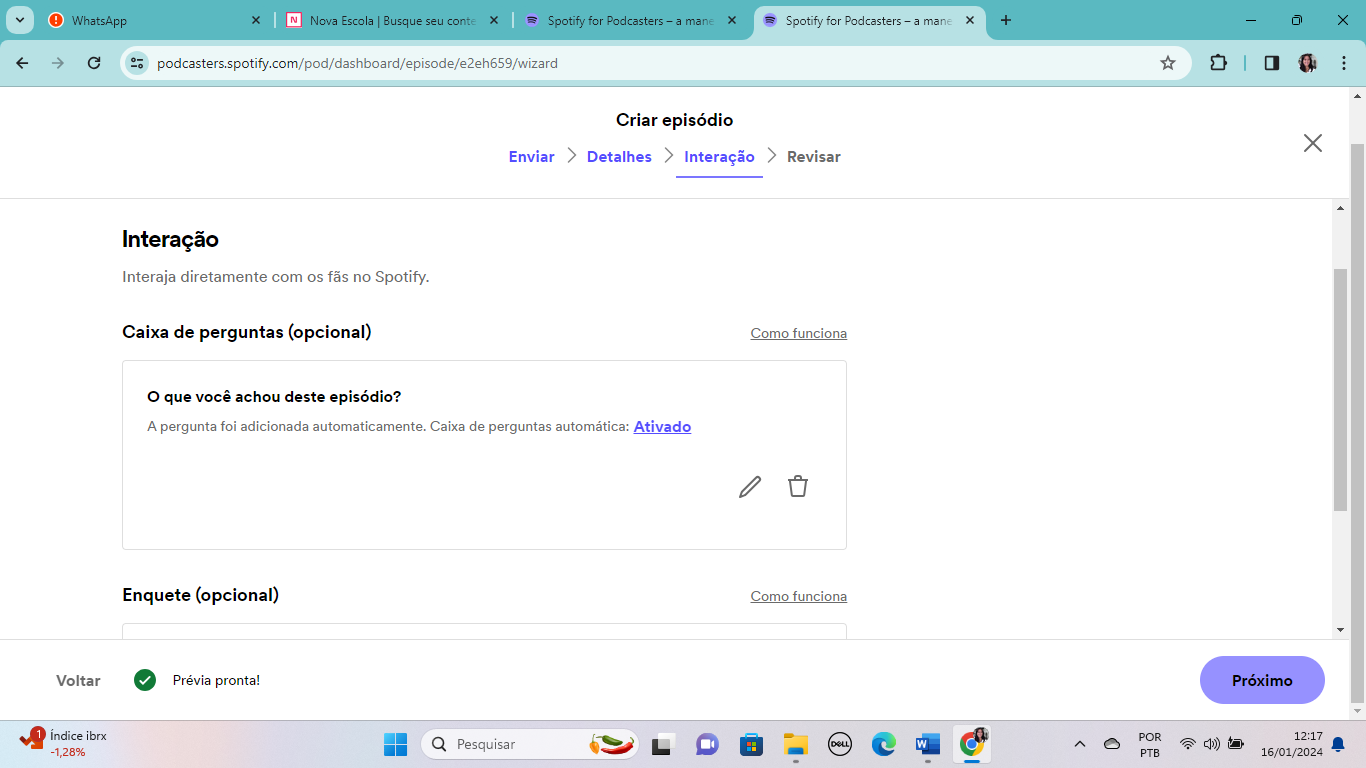 WhatsApp
Nova Escola | Busque seu conte
Spotify for Podcasters – a mane
Spotify for Podcasters – a mane
podcasters.spotify.com/pod/dashboard/episode/e2eh659/wizard
Criar episódio
Enviar
Detalhes
Interação
Revisar
Interação
Interaja diretamente com os fãs no Spotify.
Caixa de perguntas (opcional)
Como funciona
O que você achou deste episódio?
A pergunta foi adicionada automaticamente. Caixa de perguntas automática: Ativado
Enquete (opcional)
Como funciona
Voltar
Prévia pronta!
Próximo
1
Índice ibrx
-1,28%
Pesquisar
DELL
POR
PTB
12:17
16/01/2024